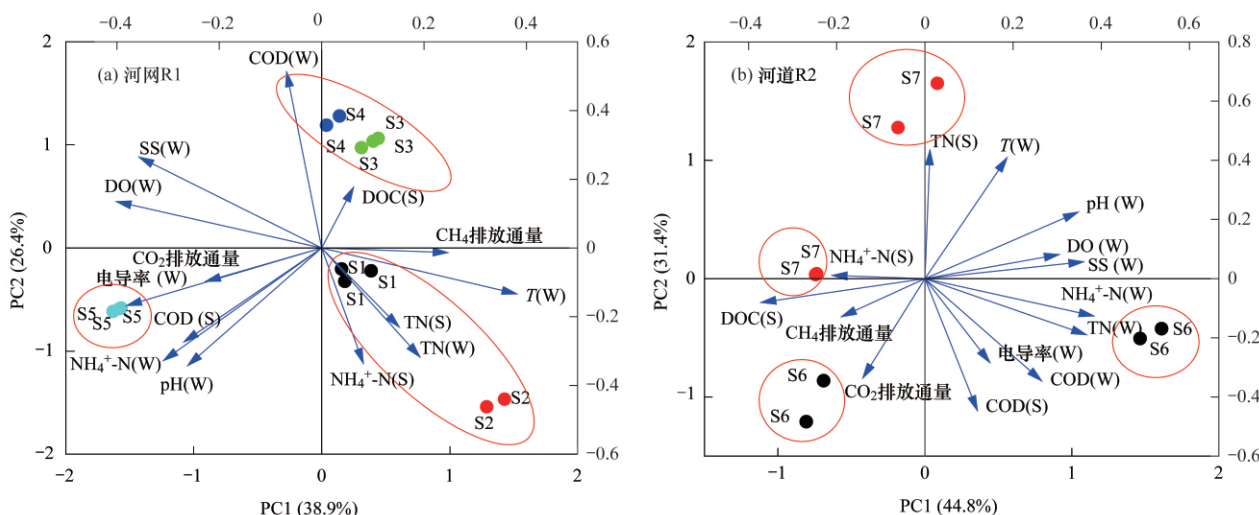 −0.4 −0.2 0 0.2 0.4
2
1
0
−1
−2
0.6
0.4
0.2
0
−0.2
−0.4
−0.6
−2 −1 0 1 2
PC2 (26.4%)
PC1 (38.9%)
(a) 河网R1
COD(W)
S4
S4
S3
S3
S3
SS(W)
DO(W)
DOC(S)
CH₄排放通量
CO₂排放通量
电导率 (W)
S1
S1
S1
T(W)
S5
S5
S5
COD (S)
TN(S)
TN(W)
NH₄⁺-N(W)
pH(W)
NH₄⁺-N(S)
S2
S2
−0.4 −0.2 0 0.2 0.4 0.6
2
1
0
−1
0.8
0.6
0.4
0.2
0
−0.2
−0.4
−0.6
−1 0 1 2
PC2 (31.4%)
PC1 (44.8%)
(b) 河道R2
S7
S7
TN(S)
T(W)
pH (W)
S7
S7
NH₄⁺-N(S)
DO (W)
SS (W)
DOC(S)
CH₄排放通量
NH₄⁺-N(W)
TN(W)
S6
S6
电导率(W)
S6
S6
CO₂排放通量
COD(W)
COD(S)